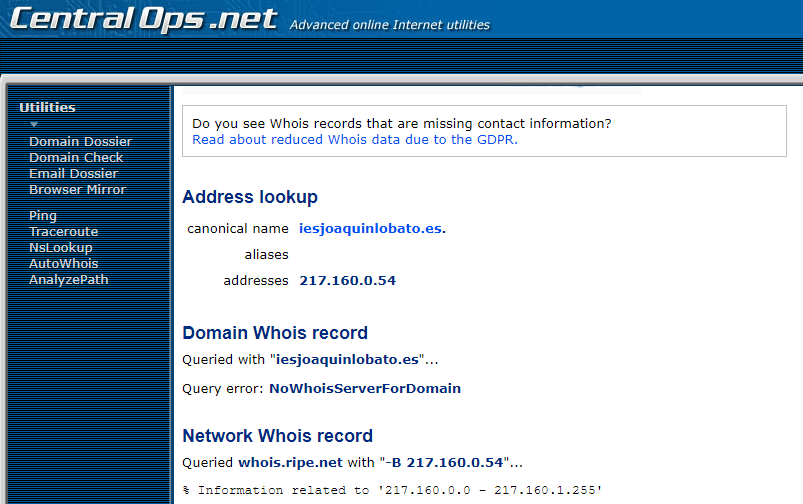 Central Ops .net Advanced online Internet utilities
Utilities
Domain Dossier
Domain Check
Email Dossier
Browser Mirror
Ping
Traceroute
NsLookup
AutoWhois
AnalyzePath
Do you see Whois records that are missing contact information?
Read about reduced Whois data due to the GDPR.
Address lookup
canonical name iesjoaquinlobato.es.
aliases
addresses 217.160.0.54
Domain Whois record
Queried with "iesjoaquinlobato.es"...
Query error: NoWhoisServerForDomain
Network Whois record
Queried whois.ripe.net with "-B 217.160.0.54"...
% Information related to '217.160.0.0 - 217.160.1.255'